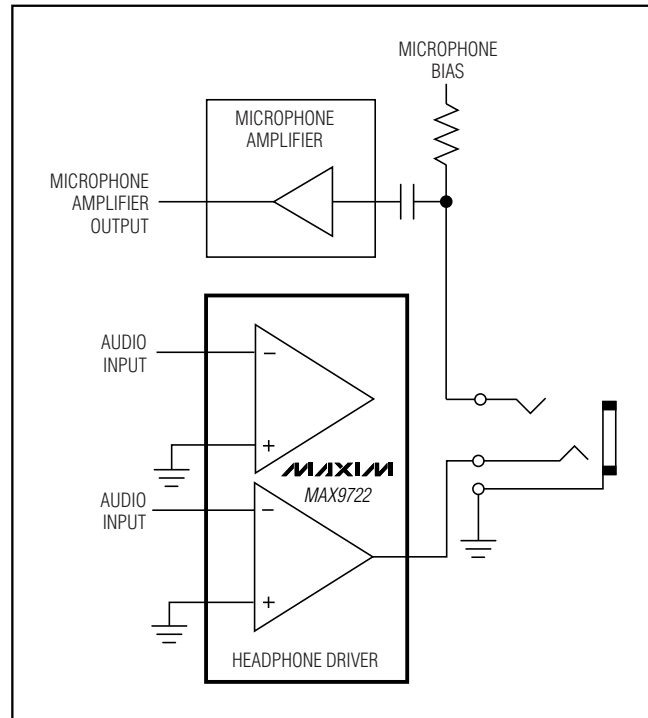 MICROPHONE
BIAS
MICROPHONE
AMPLIFIER
MICROPHONE
AMPLIFIER
OUTPUT
AUDIO
INPUT
−
+
MAXIM
MAX9722
AUDIO
INPUT
−
+
HEADPHONE DRIVER